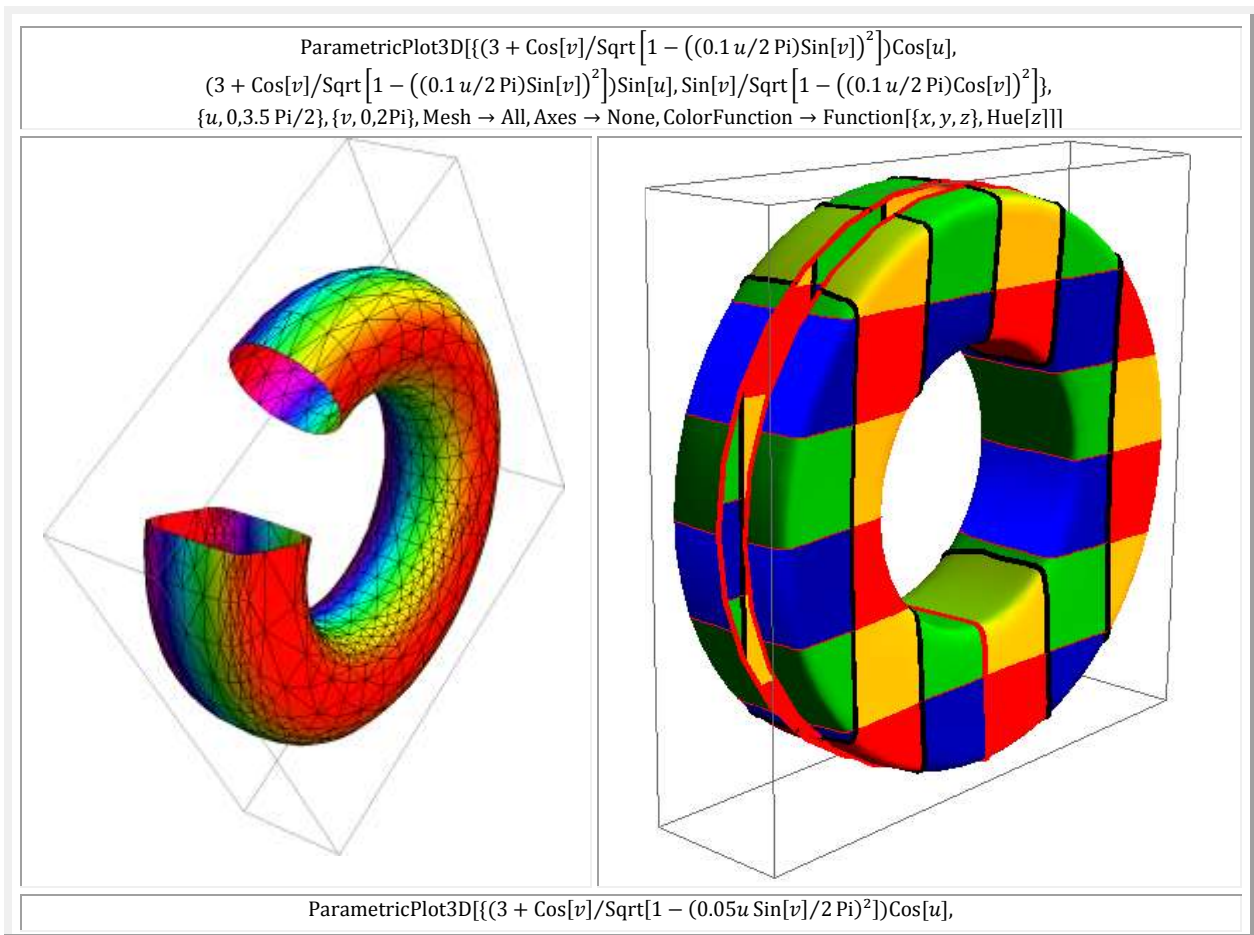 ParametricPlot3D[{(3 + Cos[v]/Sqrt[1 − ((0.1 u/2 Pi)Sin[v])²])Cos[u],
(3 + Cos[v]/Sqrt[1 − ((0.1 u/2 Pi)Sin[v])²])Sin[u], Sin[v]/Sqrt[1 − ((0.1 u/2 Pi)Cos[v])²]},
{u, 0,3.5 Pi/2}, {v, 0,2Pi}, Mesh → All, Axes → None, ColorFunction → Function[{x, y, z}, Hue[z]]]
ParametricPlot3D[{(3 + Cos[v]/Sqrt[1 − (0.05u Sin[v]/2 Pi)²])Cos[u],